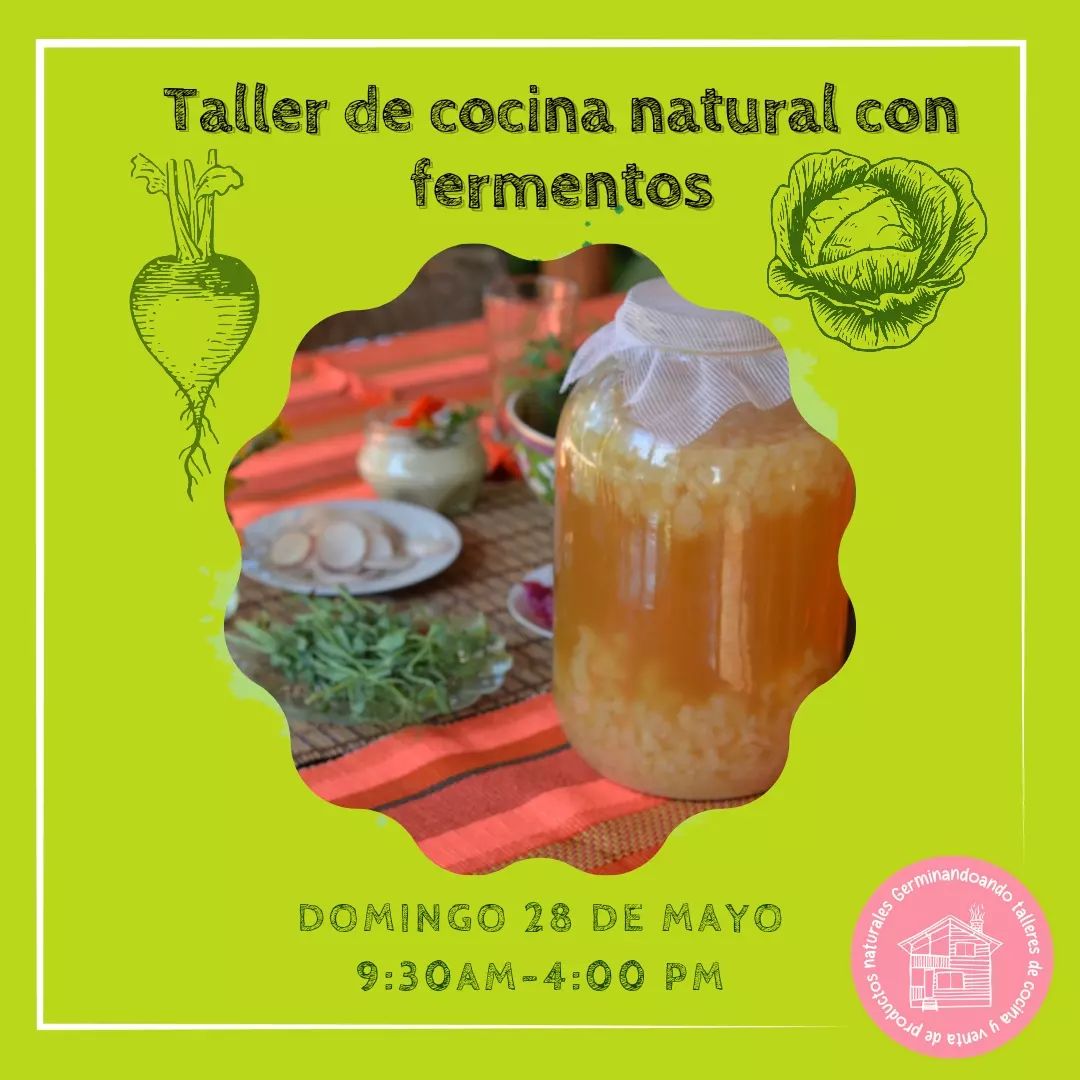 Taller de cocina natural con
fermentos
DOMINGO 28 DE MAYO
9:30AM-4:00 PM
Germinandoando talleres de cocina y venta de productos naturales